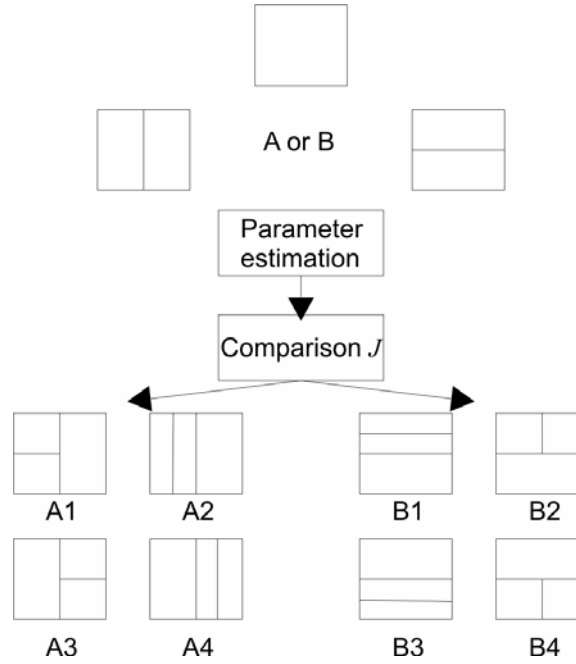 A or B
Parameter
estimation
Comparison J
A1 A2 B1 B2
A3 A4 B3 B4